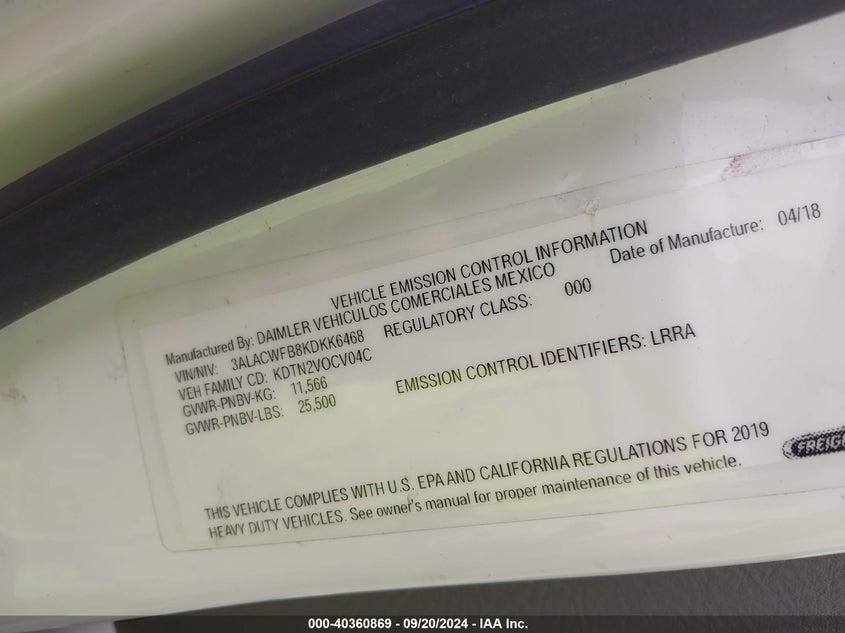 VEHICLE EMISSION CONTROL INFORMATION
Manufactured By: DAIMLER VEHICULOS COMERCIALES MEXICO Date of Manufacture: 04/18
VIN/NIV: 3ALACWFB8KDKK6468 REGULATORY CLASS: 000
VEH FAMILY CD: KDTN2VOCV04C
GVWR-PNBV-KG: 11,566 EMISSION CONTROL IDENTIFIERS: LRRA
GVWR-PNBV-LBS: 25,500
THIS VEHICLE COMPLIES WITH U.S. EPA AND CALIFORNIA REGULATIONS FOR 2019
HEAVY DUTY VEHICLES. See owner's manual for proper maintenance of this vehicle.
FREIGH
000-40360869 - 09/20/2024 - IAA Inc.